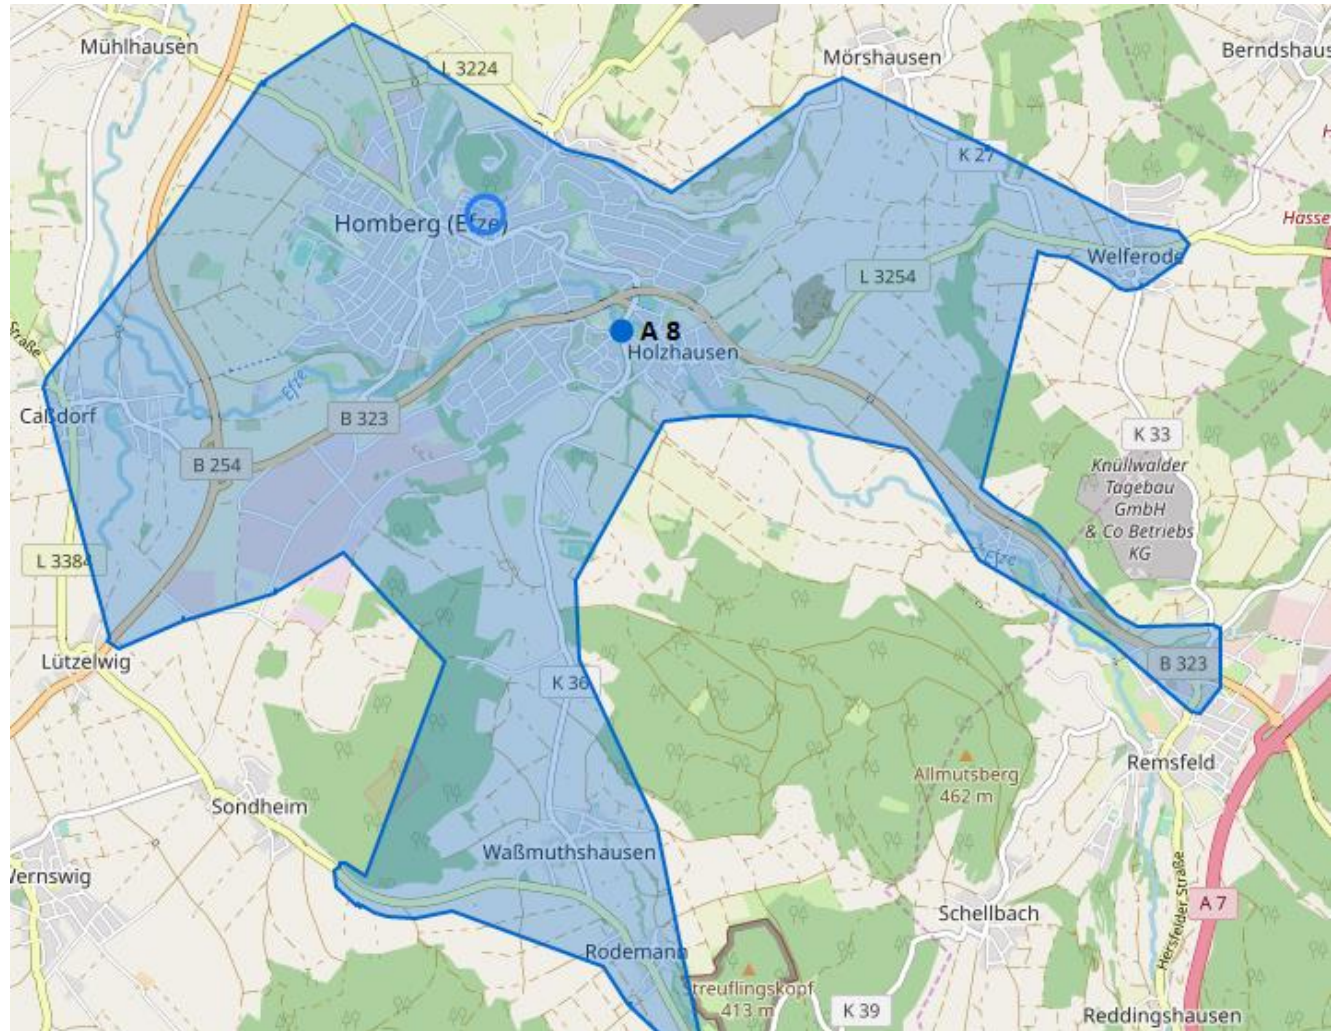 Mühlhausen
Mörshausen
Berndshaus
L 3224
K 27
Homberg (Efze)
Hasse
Welferode
L 3254
A 8
Holzhausen
Straße
Efze
Caßdorf
B 323
K 33
B 254
Knüllwalder
Tagebau
GmbH
& Co Betriebs
KG
L 3384
Efze
Lützelwig
B 323
K 36
Remsfeld
Allmutsberg
462 m
Sondheim
Waßmuthshausen
Wernswig
Hersfelder Straße
A 7
Schellbach
Rodemann
Streuflingskopf
413 m
K 39
Reddingshausen